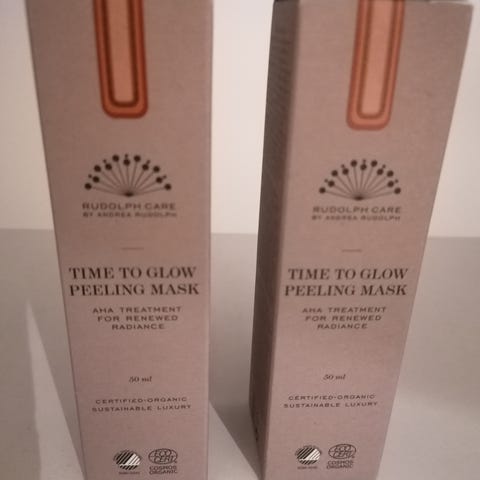 RUDOLPH CARE
BY ANDREA RUDOLPH
TIME TO GLOW
PEELING MASK
AHA TREATMENT
FOR RENEWED
RADIANCE
50 ml
CERTIFIED-ORGANIC
SUSTAINABLE LUXURY
ECO
CERT
COSMOS
ORGANIC
RUDOLPH CARE
BY ANDREA RUDOLPH
TIME TO GLOW
PEELING MASK
AHA TREATMENT
FOR RENEWED
RADIANCE
50 ml
CERTIFIED-ORGANIC
SUSTAINABLE LUXURY
ECO
CERT
COSMOS
ORGANIC